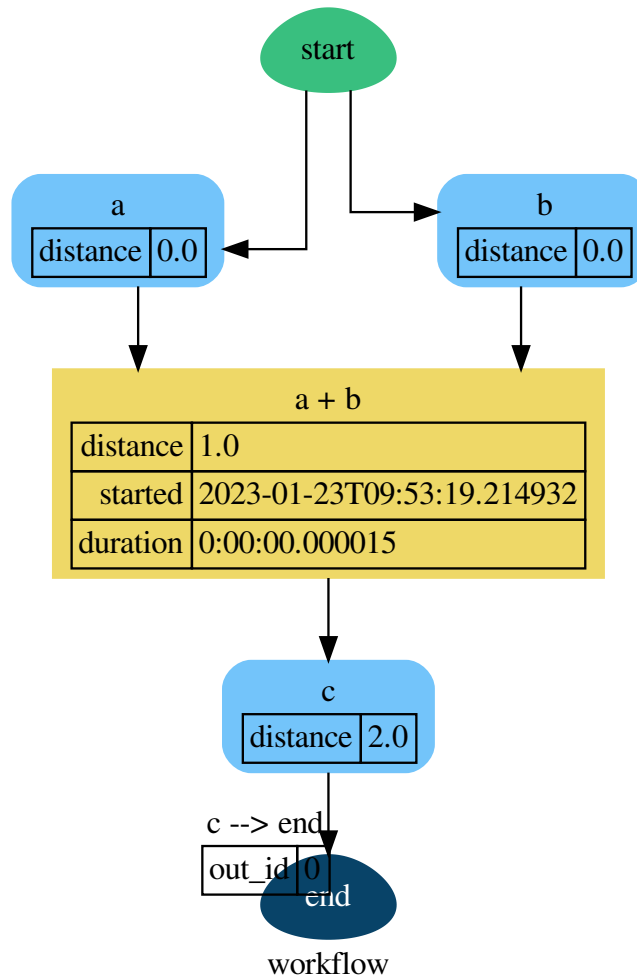 start
a
distance 0.0
b
distance 0.0
a + b
distance 1.0
started 2023-01-23T09:53:19.214932
duration 0:00:00.000015
c
distance 2.0
c --> end
out_id 0
end
workflow